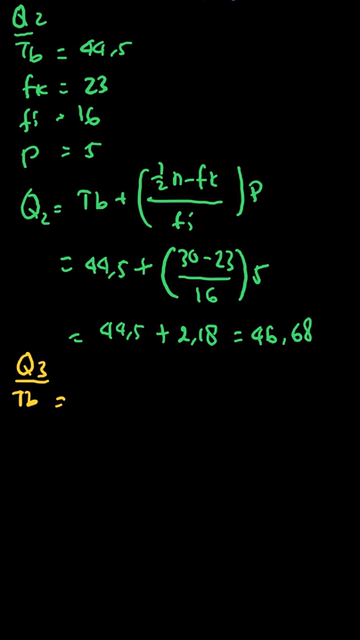 Q2
Tb = 44,5
fk = 23
fi = 16
P = 5
Q2 = Tb + (1/2 n - fk / fi) P
= 44,5 + (30 - 23 / 16) 5
= 44,5 + 2,18 = 46,68
Q3
Tb =